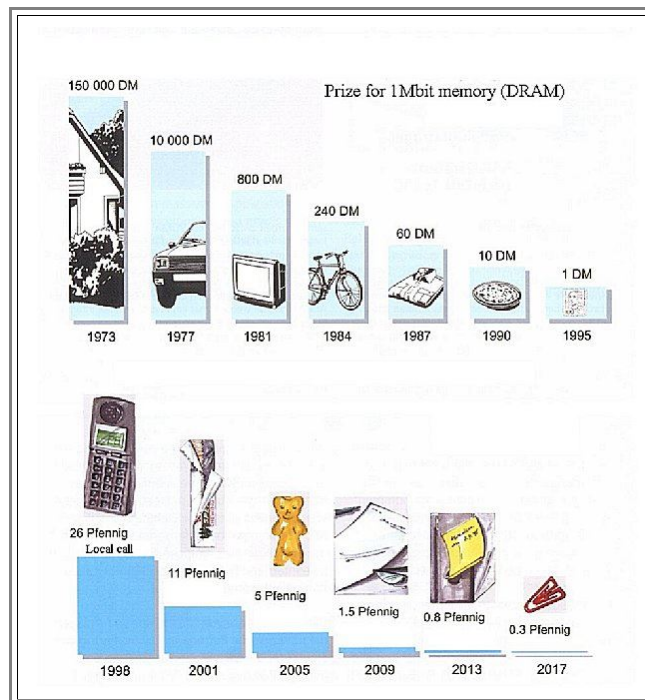 150 000 DM
Prize for 1Mbit memory (DRAM)
10 000 DM
800 DM
240 DM
60 DM
10 DM
1 DM
1973
1977
1981
1984
1987
1990
1995
26 Pfennig
Local call
11 Pfennig
5 Pfennig
1.5 Pfennig
0.8 Pfennig
0.3 Pfennig
1998
2001
2005
2009
2013
2017